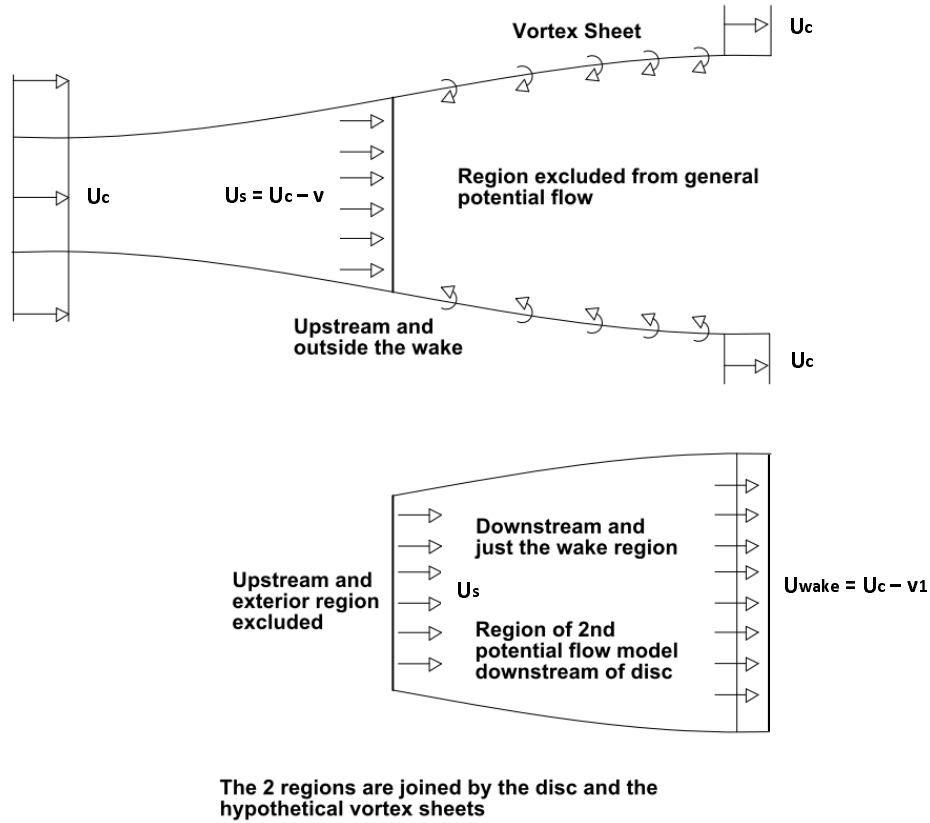 Vortex Sheet
Uc
Uc
Us = Uc – v
Region excluded from general
potential flow
Upstream and
outside the wake
Uc
Downstream and
just the wake region
Upstream and
exterior region
excluded
Us
Uwake = Uc – v1
Region of 2nd
potential flow model
downstream of disc
The 2 regions are joined by the disc and the
hypothetical vortex sheets